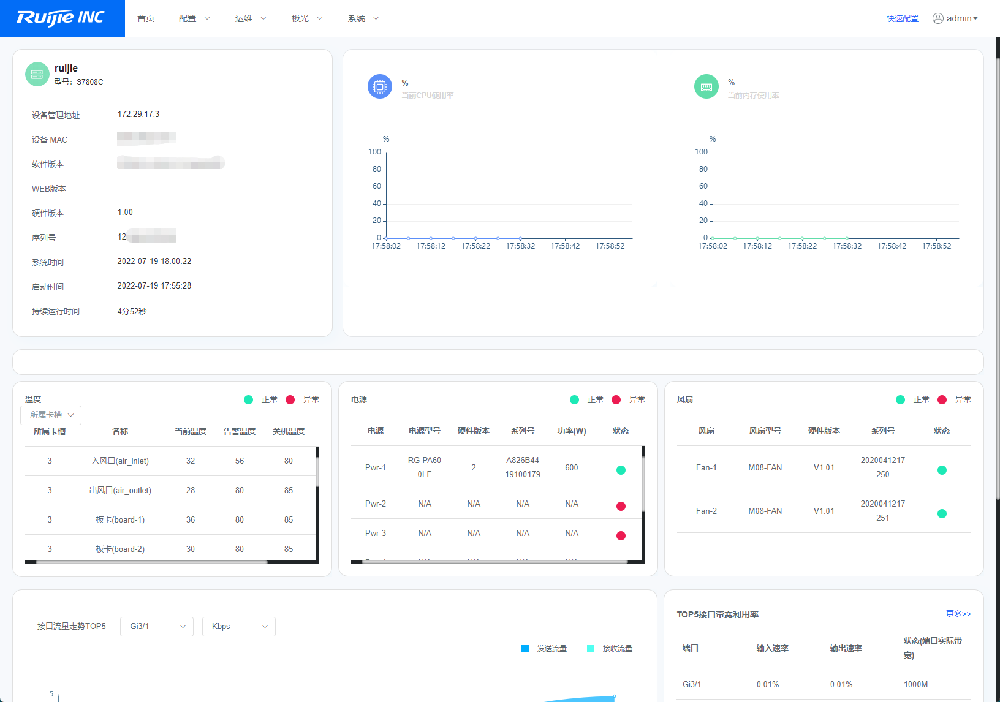 Ruijie INC
首页
配置
运维
极光
系统
快速配置
admin
ruijie
型号：S7808C
设备管理地址 172.29.17.3
设备 MAC
软件版本
WEB版本
硬件版本 1.00
序列号 12
系统时间 2022-07-19 18:00:22
启动时间 2022-07-19 17:55:28
持续运行时间 4分52秒
%
当前CPU使用率
%
100
80
60
40
20
0
17:58:02 17:58:12 17:58:22 17:58:32 17:58:42 17:58:52
%
当前内存使用率
%
100
80
60
40
20
0
17:58:02 17:58:12 17:58:22 17:58:32 17:58:42 17:58:52
温度 正常 异常
所属卡槽
所属卡槽 名称 当前温度 告警温度 关机温度
3 入风口(air_inlet) 32 56 80
3 出风口(air_outlet) 28 80 85
3 板卡(board-1) 36 80 85
3 板卡(board-2) 30 80 85
电源 正常 异常
电源 电源型号 硬件版本 系列号 功率(W) 状态
Pwr-1 RG-PA60 2 A826B44 600
0I-F 19100179
Pwr-2 N/A N/A N/A N/A
Pwr-3 N/A N/A N/A N/A
风扇 正常 异常
风扇 风扇型号 硬件版本 系列号 状态
Fan-1 M08-FAN V1.01 2020041217
250
Fan-2 M08-FAN V1.01 2020041217
251
接口流量走势TOP5 Gi3/1 Kbps
发送流量 接收流量
5
TOP5接口带宽利用率 更多>>
端口 输入速率 输出速率 状态(端口实际带
宽)
Gi3/1 0.01% 0.01% 1000M